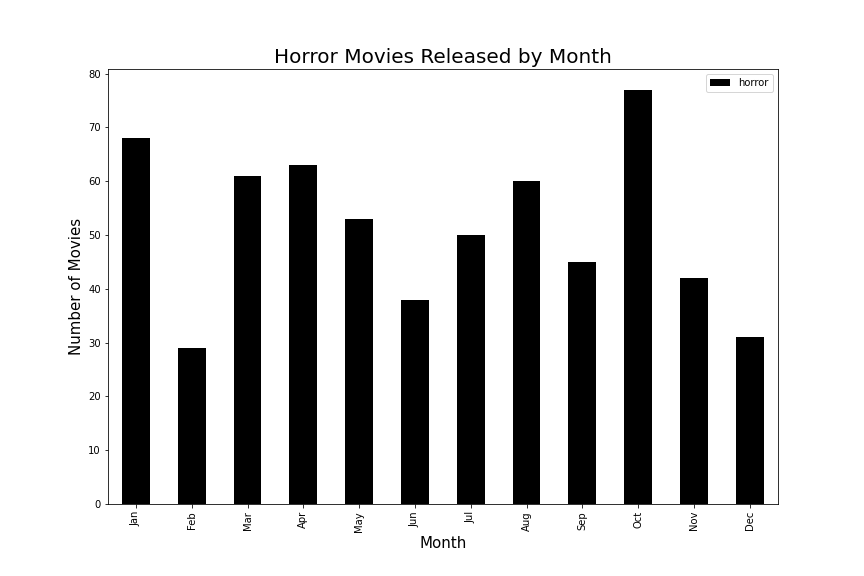 Horror Movies Released by Month
horror
Number of Movies
80
70
60
50
40
30
20
10
0
Jan Feb Mar Apr May Jun Jul Aug Sep Oct Nov Dec
Month